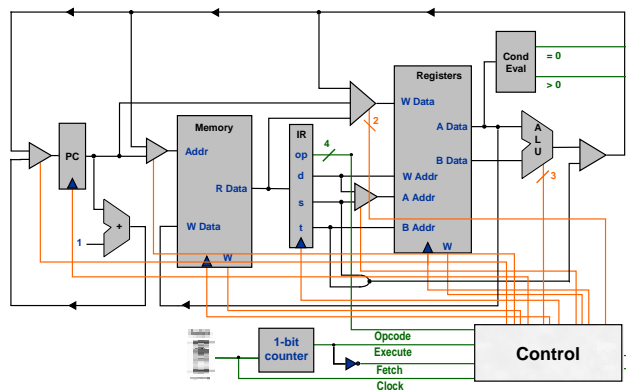 Cond
Eval
= 0
> 0
Registers
W Data
2
A Data
A
L
U
B Data
3
W Addr
A Addr
B Addr
W
PC
Memory
Addr
R Data
W Data
W
IR
op
d
s
t
4
+
1
1-bit
counter
Opcode
Execute
Fetch
Clock
Control